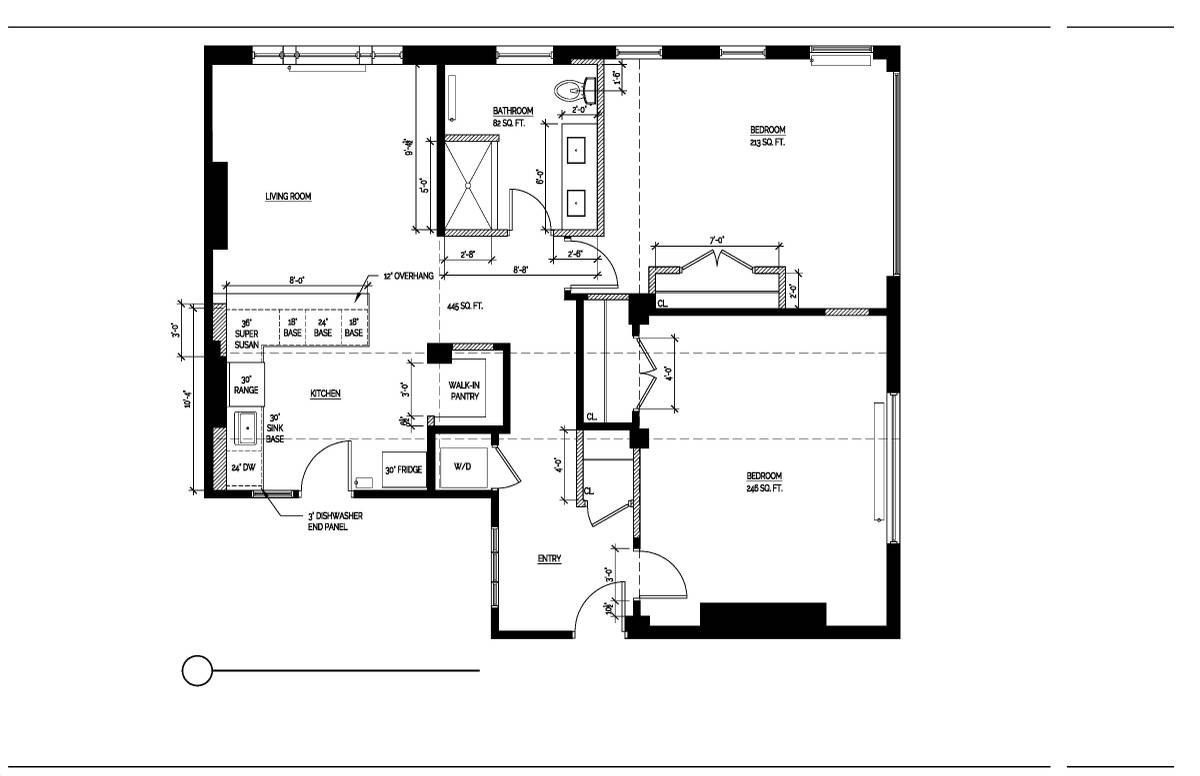 1'-6"
BATHROOM
82 SQ. FT.
2'-0"
BEDROOM
213 SQ. FT.
5'-0"
6'-0"
LIVING ROOM
7'-0"
2'-8"
2'-6"
8'-8"
12" OVERHANG
8'-0"
2'-0"
CL
445 SQ. FT.
3'-0"
36"
SUPER
SUSAN
18"
BASE
24"
BASE
18"
BASE
30"
RANGE
KITCHEN
3'-0"
WALK-IN
PANTRY
4'-0"
10'-4"
CL
30"
SINK
BASE
24" DW
30" FRIDGE
W/D
4'-0"
CL
BEDROOM
246 SQ. FT.
3" DISHWASHER
END PANEL
ENTRY
3'-0"